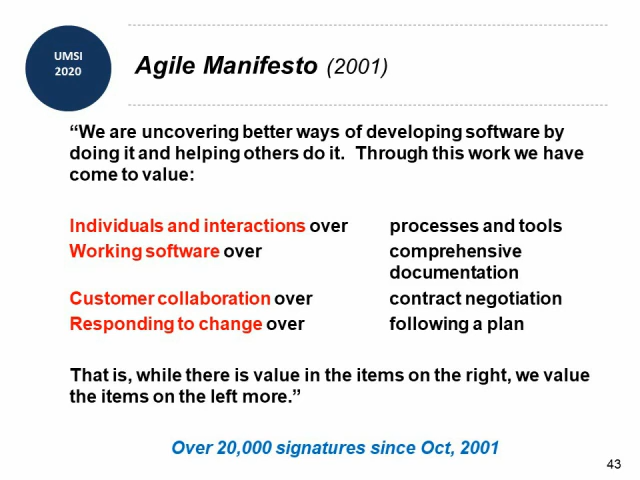 UMSI
2020
Agile Manifesto (2001)
“We are uncovering better ways of developing software by
doing it and helping others do it.  Through this work we have
come to value:
Individuals and interactions over processes and tools
Working software over comprehensive
documentation
Customer collaboration over contract negotiation
Responding to change over following a plan
That is, while there is value in the items on the right, we value
the items on the left more.”
Over 20,000 signatures since Oct, 2001
43